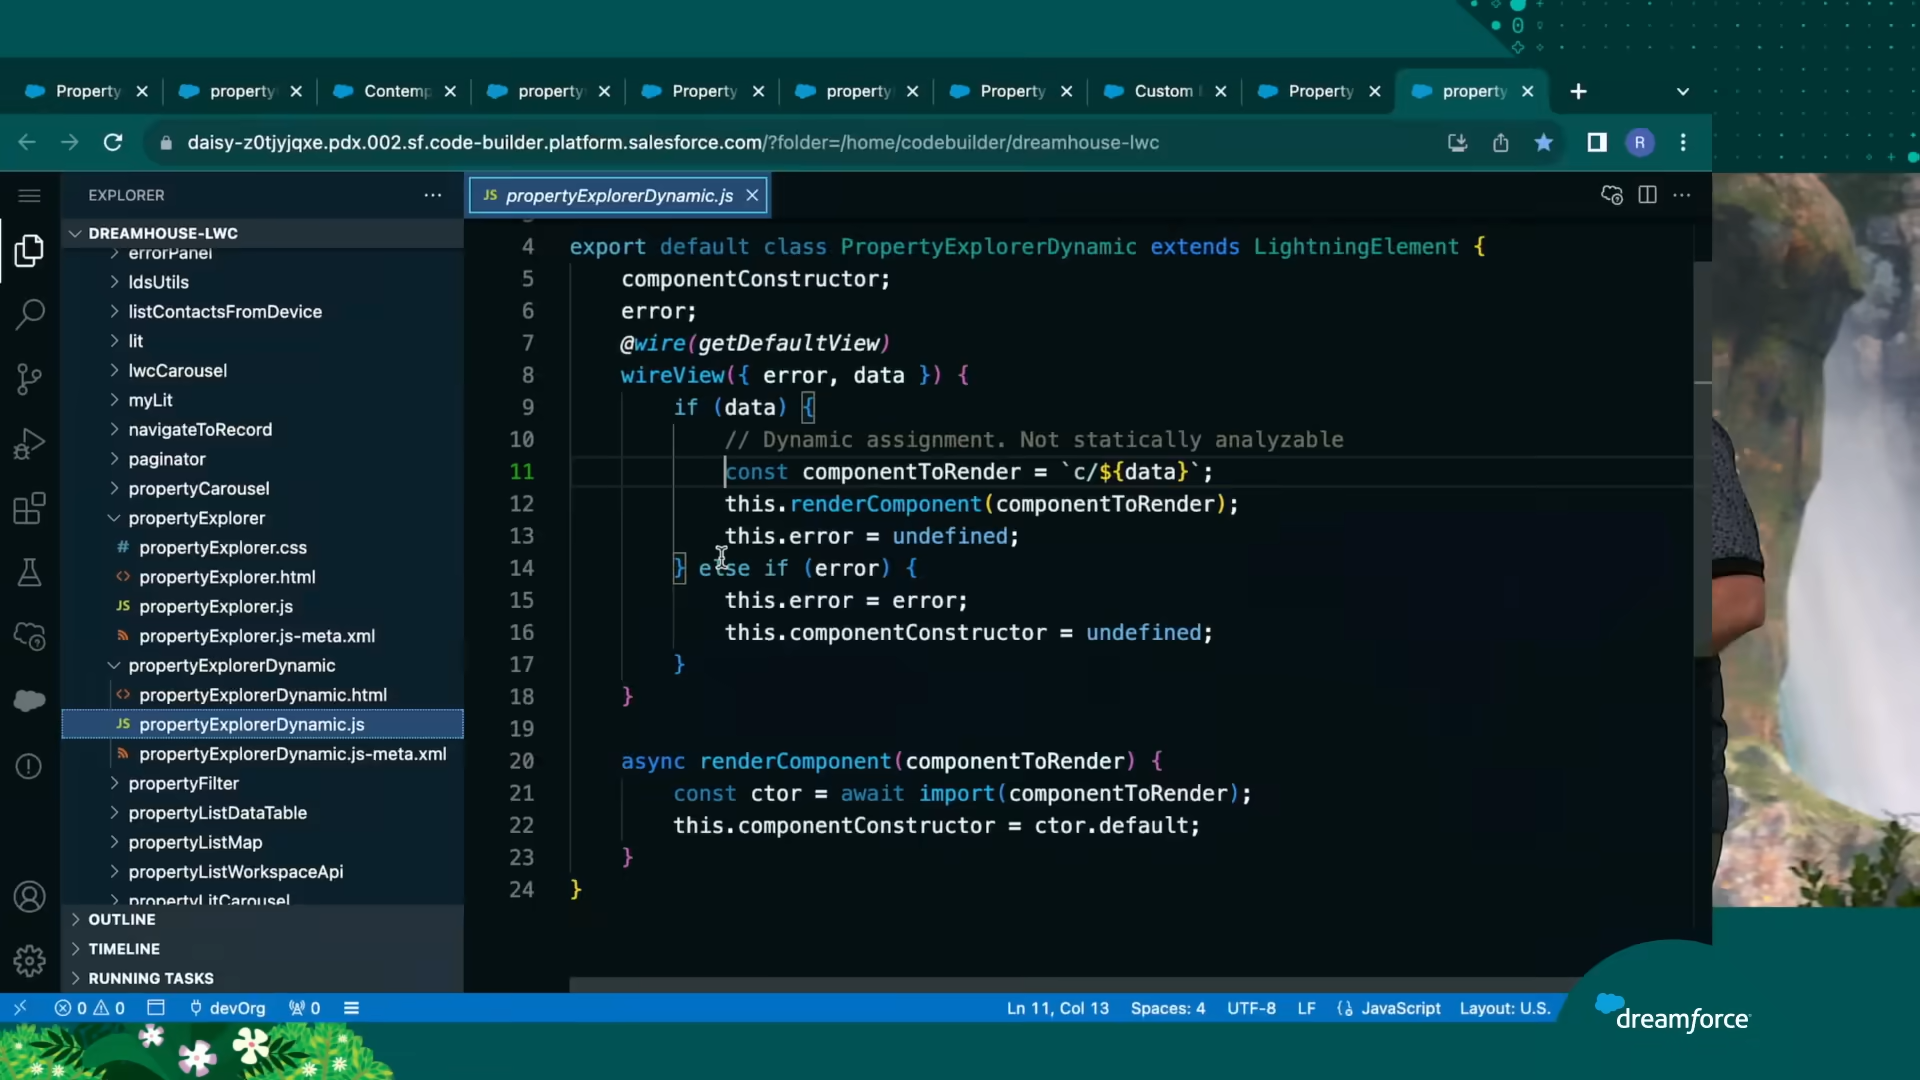 Property
property
Contemp
property
Property
property
Property
Custom
Property
property
daisy-z0tjyjqxe.pdx.002.sf.code-builder.platform.salesforce.com/?folder=/home/codebuilder/dreamhouse-lwc
R
EXPLORER
JS propertyExplorerDynamic.js
DREAMHOUSE-LWC
errorPanel
ldsUtils
listContactsFromDevice
lit
lwcCarousel
myLit
navigateToRecord
paginator
propertyCarousel
propertyExplorer
# propertyExplorer.css
<> propertyExplorer.html
JS propertyExplorer.js
propertyExplorer.js-meta.xml
propertyExplorerDynamic
<> propertyExplorerDynamic.html
JS propertyExplorerDynamic.js
propertyExplorerDynamic.js-meta.xml
propertyFilter
propertyListDataTable
propertyListMap
propertyListWorkspaceApi
propertyLitCarousel
OUTLINE
TIMELINE
RUNNING TASKS
4 export default class PropertyExplorerDynamic extends LightningElement {
5 componentConstructor;
6 error;
7 @wire(getDefaultView)
8 wireView({ error, data }) {
9 if (data) {
10 // Dynamic assignment. Not statically analyzable
11 const componentToRender = `c/${data}`;
12 this.renderComponent(componentToRender);
13 this.error = undefined;
14 } else if (error) {
15 this.error = error;
16 this.componentConstructor = undefined;
17 }
18 }
19
20 async renderComponent(componentToRender) {
21 const ctor = await import(componentToRender);
22 this.componentConstructor = ctor.default;
23 }
24 }
0 0 devOrg 0 Ln 11, Col 13 Spaces: 4 UTF-8 LF {} JavaScript Layout: U.S.
dreamforce